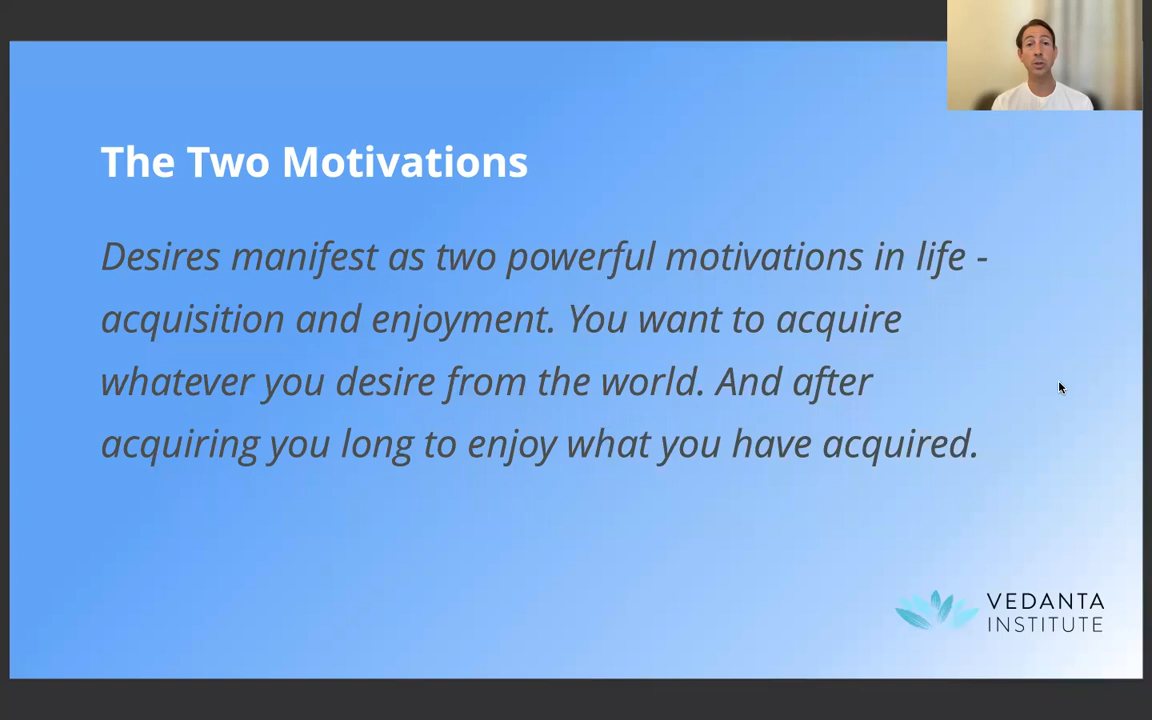 The Two Motivations
Desires manifest as two powerful motivations in life -
acquisition and enjoyment. You want to acquire
whatever you desire from the world. And after
acquiring you long to enjoy what you have acquired.
VEDANTA
INSTITUTE